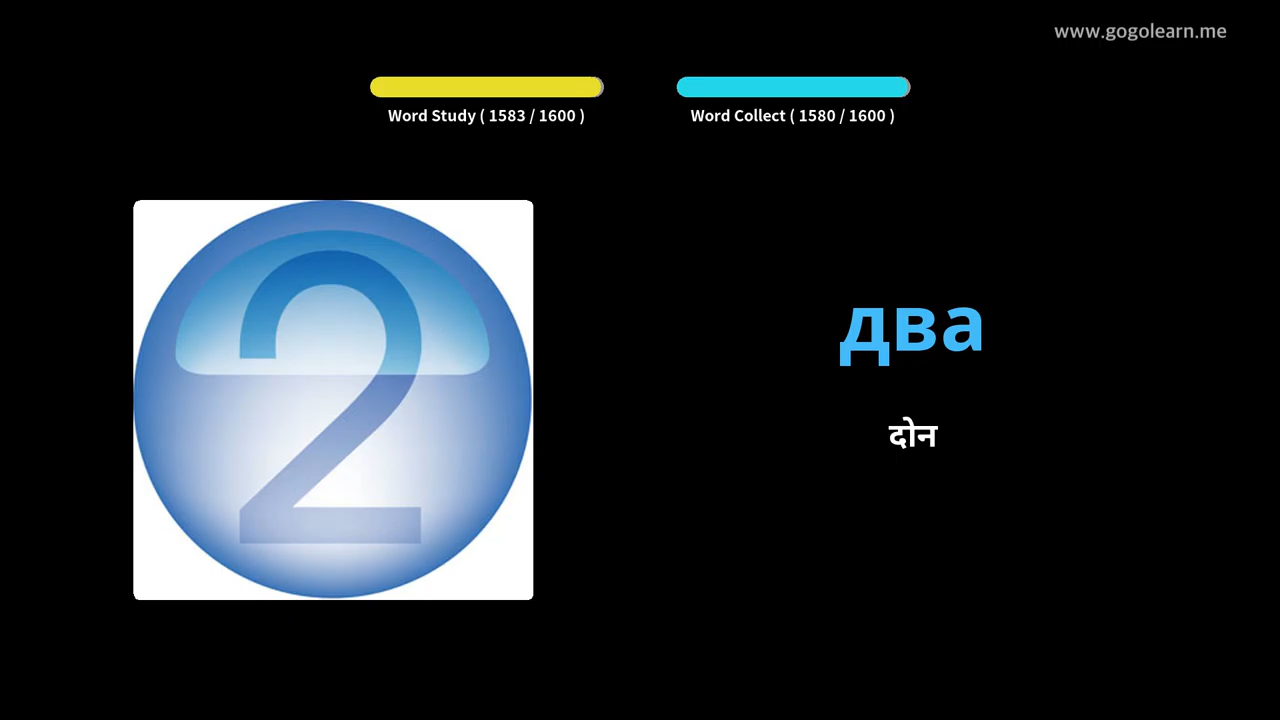 www.gogolearn.me
Word Study ( 1583 / 1600 )
Word Collect ( 1580 / 1600 )
2
два
दोन